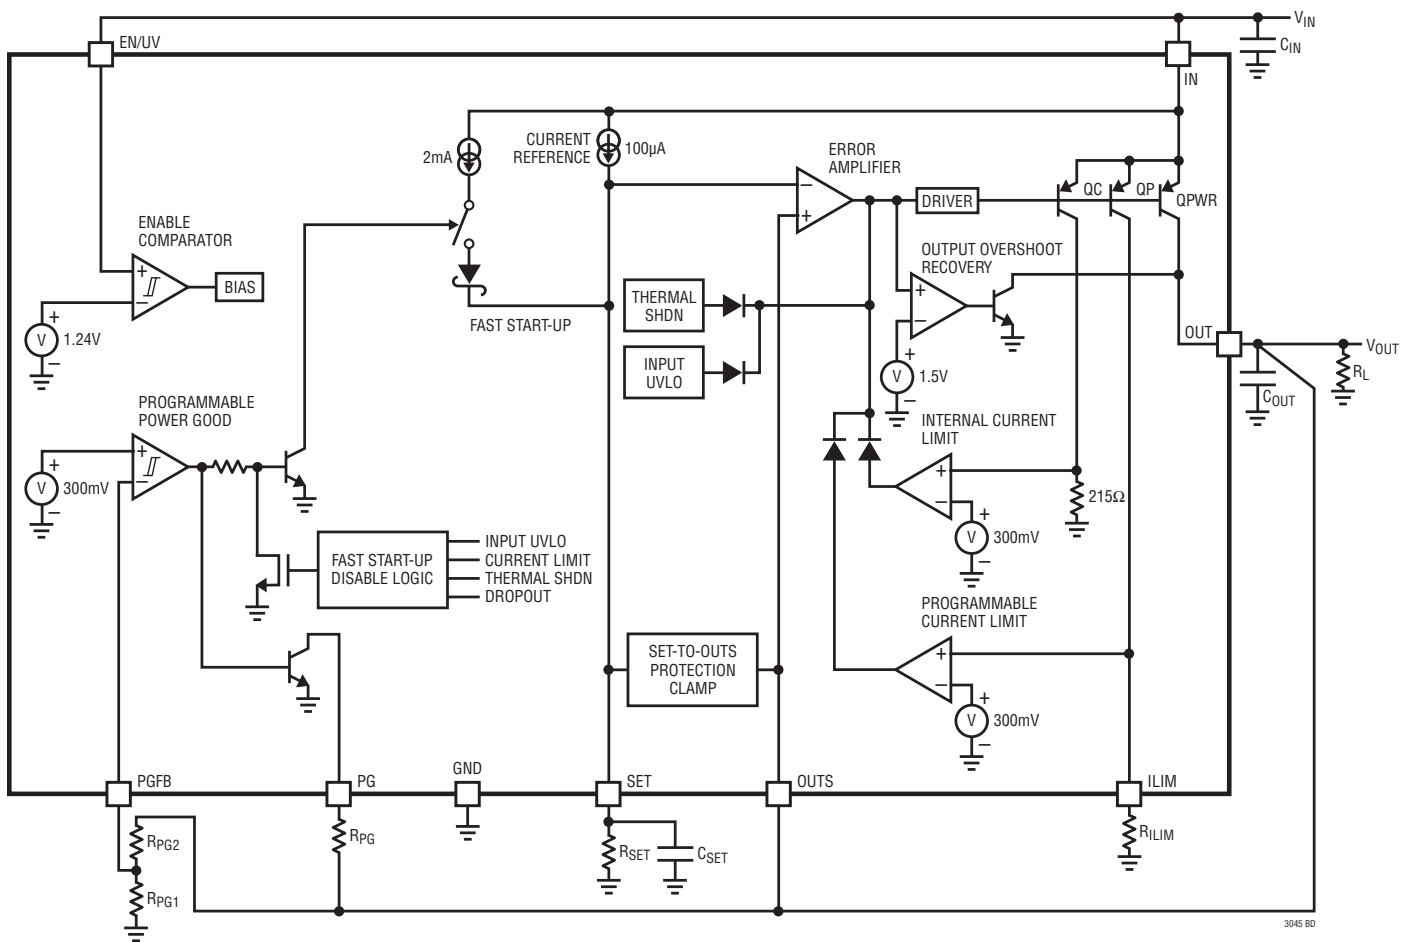 VIN
CIN
EN/UV
IN
CURRENT
REFERENCE
2mA
100µA
ERROR
AMPLIFIER
QC
QP
QPWR
DRIVER
ENABLE
COMPARATOR
+
–
BIAS
V
+
–
1.24V
FAST START-UP
–
+
THERMAL
SHDN
INPUT
UVLO
OUTPUT OVERSHOOT
RECOVERY
+
–
V
+
–
1.5V
OUT
VOUT
COUT
RL
PROGRAMMABLE
POWER GOOD
+
–
V
+
–
300mV
INTERNAL CURRENT
LIMIT
+
–
V
+
–
300mV
215Ω
FAST START-UP
DISABLE LOGIC
INPUT UVLO
CURRENT LIMIT
THERMAL SHDN
DROPOUT
PROGRAMMABLE
CURRENT LIMIT
+
–
V
+
–
300mV
SET-TO-OUTS
PROTECTION
CLAMP
PGFB
PG
GND
SET
OUTS
ILIM
RPG2
RPG1
RPG
RSET
CSET
RILIM
3045 BD